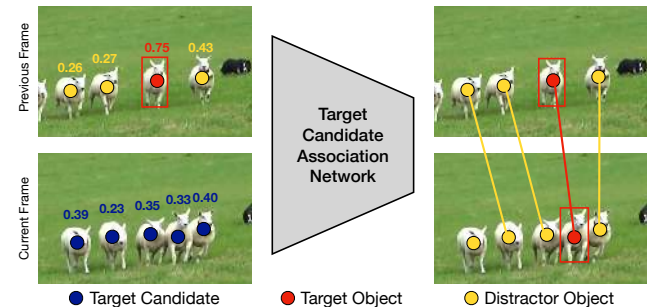 Previous Frame
0.26
0.27
0.75
0.43
Current Frame
0.39
0.23
0.35
0.33
0.40
Target
Candidate
Association
Network
Target Candidate
Target Object
Distractor Object